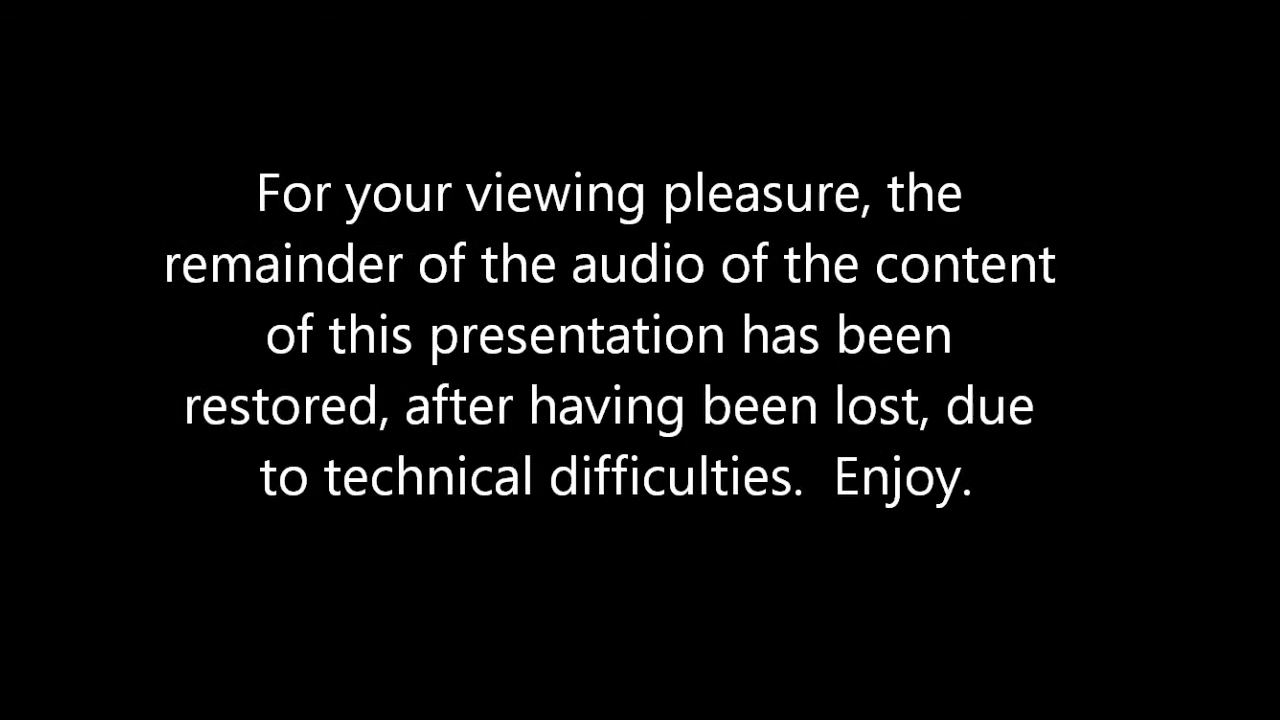 For your viewing pleasure, the
remainder of the audio of the content
of this presentation has been
restored, after having been lost, due
to technical difficulties.  Enjoy.